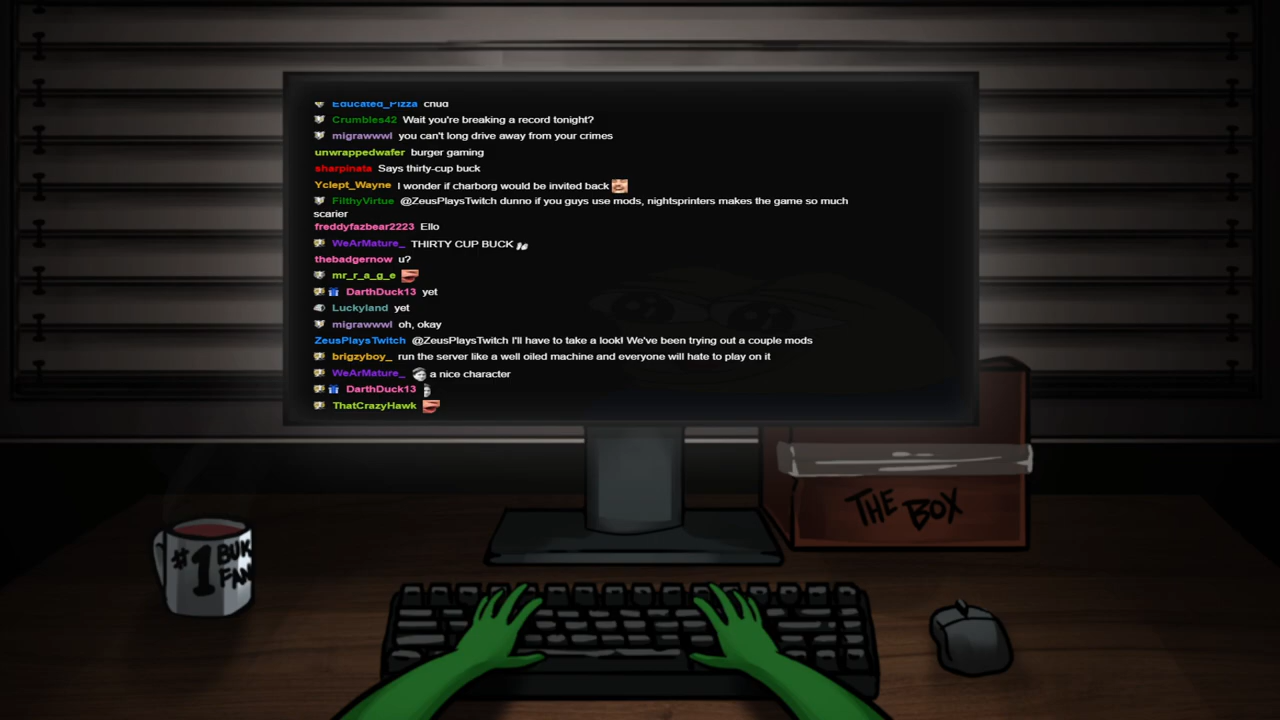 Educated_Pizza cnud
Crumbles42 Wait you're breaking a record tonight?
migrawwwl you can't long drive away from your crimes
unwrappedwafer burger gaming
sharpinata Says thirty-cup buck
Yclept_Wayne I wonder if charborg would be invited back
FilthyVirtue @ZeusPlaysTwitch dunno if you guys use mods, nightsprinters makes the game so much
scarier
freddyfazbear2223 Ello
WeArMature_ THIRTY CUP BUCK
thebadgernow u?
mr_r_a_g_e
DarthDuck13 yet
Luckyland yet
migrawwwl oh, okay
ZeusPlaysTwitch @ZeusPlaysTwitch I'll have to take a look! We've been trying out a couple mods
brigzyboy_ run the server like a well oiled machine and everyone will hate to play on it
WeArMature_ a nice character
DarthDuck13
ThatCrazyHawk
THE BOX
#1 BUK
FAN